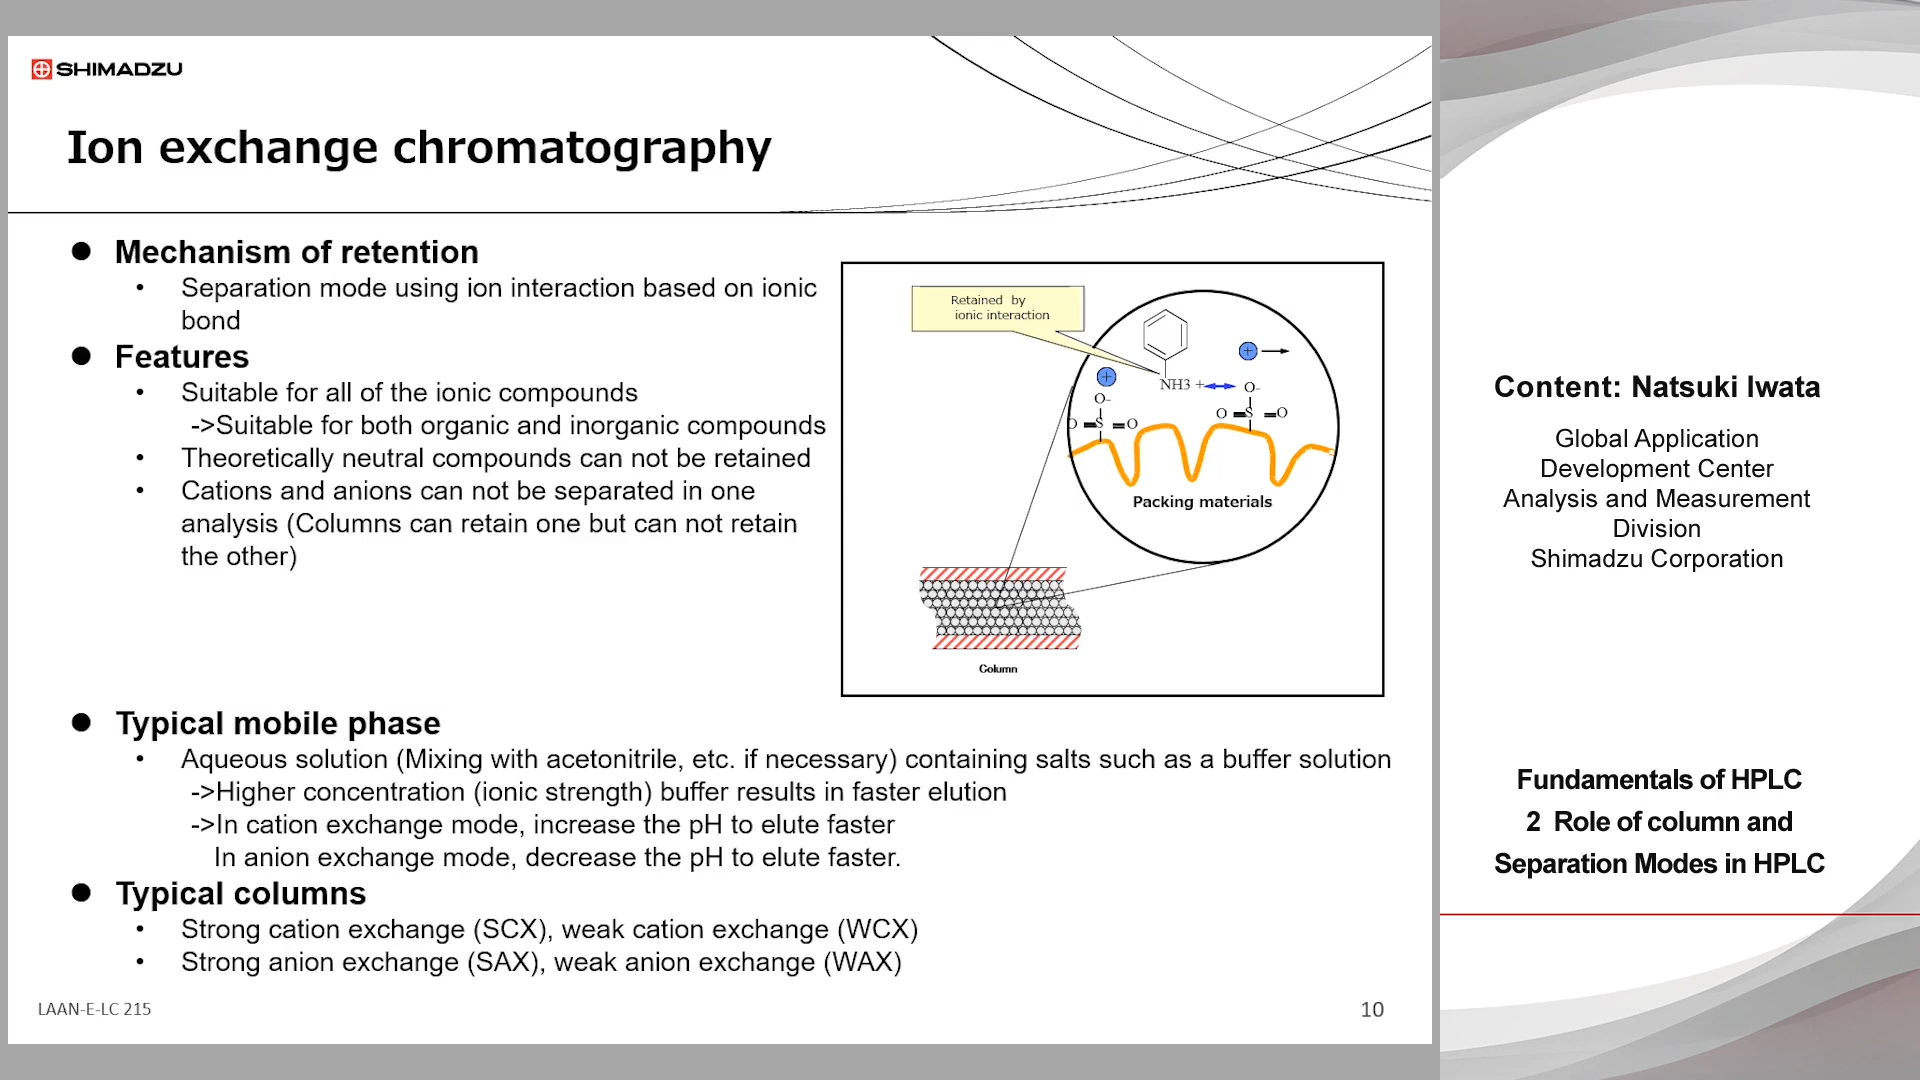 SHIMADZU
Ion exchange chromatography
● Mechanism of retention
• Separation mode using ion interaction based on ionic
bond
● Features
• Suitable for all of the ionic compounds
->Suitable for both organic and inorganic compounds
• Theoretically neutral compounds can not be retained
• Cations and anions can not be separated in one
analysis (Columns can retain one but can not retain
the other)
Retained by
ionic interaction
+
+
NH3 +
O-
O-
O S O
O S O
Packing materials
Column
● Typical mobile phase
• Aqueous solution (Mixing with acetonitrile, etc. if necessary) containing salts such as a buffer solution
->Higher concentration (ionic strength) buffer results in faster elution
->In cation exchange mode, increase the pH to elute faster
In anion exchange mode, decrease the pH to elute faster.
● Typical columns
• Strong cation exchange (SCX), weak cation exchange (WCX)
• Strong anion exchange (SAX), weak anion exchange (WAX)
LAAN-E-LC 215
10
Content: Natsuki Iwata
Global Application
Development Center
Analysis and Measurement
Division
Shimadzu Corporation
Fundamentals of HPLC
2 Role of column and
Separation Modes in HPLC